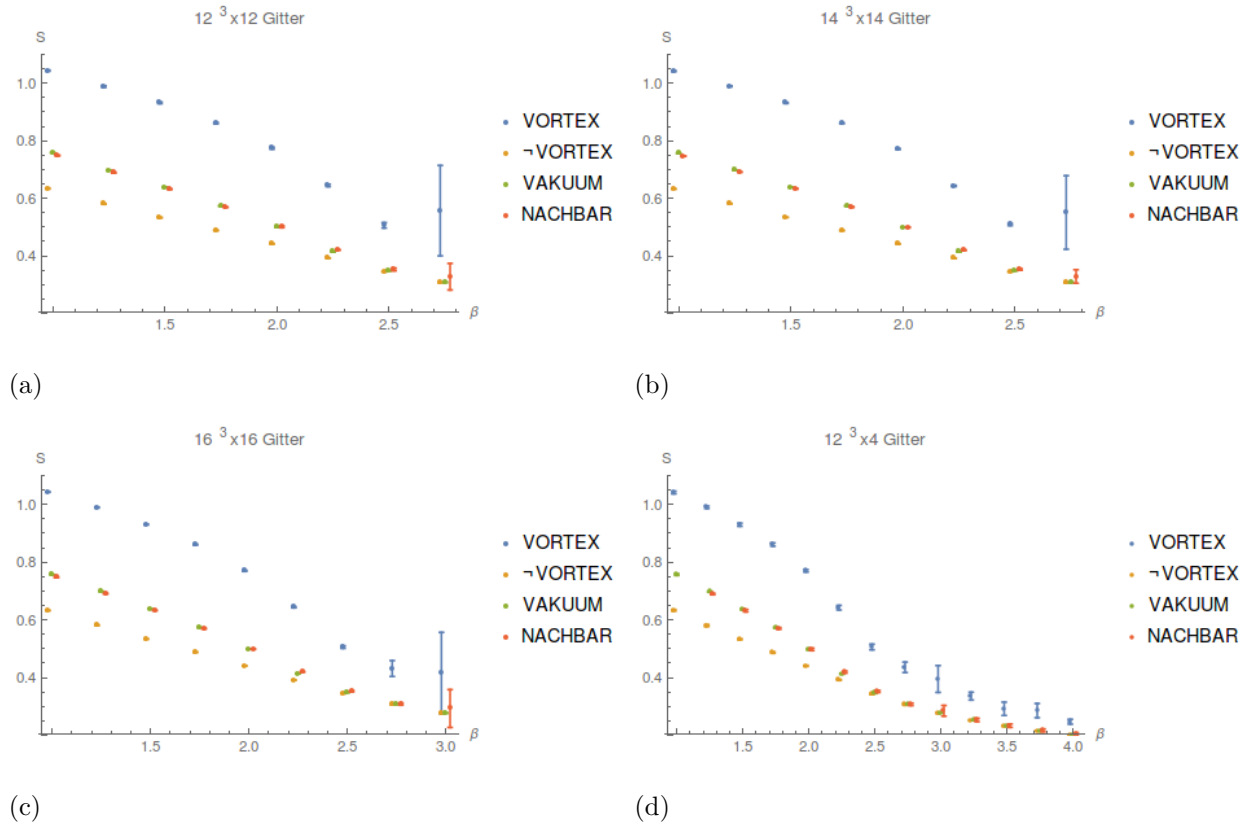 12 ³x12 Gitter
S
1.0
0.8
0.6
0.4
1.5
2.0
2.5
β
VORTEX
¬VORTEX
VAKUUM
NACHBAR
(a)
14 ³x14 Gitter
S
1.0
0.8
0.6
0.4
1.5
2.0
2.5
β
VORTEX
¬VORTEX
VAKUUM
NACHBAR
(b)
16 ³x16 Gitter
S
1.0
0.8
0.6
0.4
1.5
2.0
2.5
3.0
β
VORTEX
¬VORTEX
VAKUUM
NACHBAR
(c)
12 ³x4 Gitter
S
1.0
0.8
0.6
0.4
1.5
2.0
2.5
3.0
3.5
4.0
β
VORTEX
¬VORTEX
VAKUUM
NACHBAR
(d)